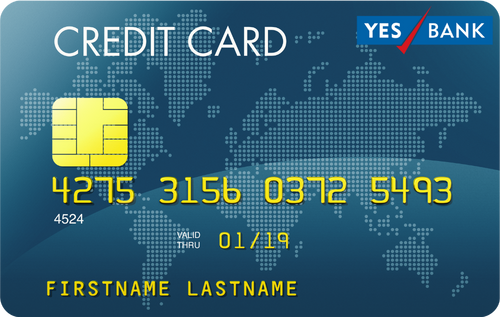 CREDIT CARD
YES BANK
4275 3156 0372 5493
4524
VALID
THRU 01/19
FIRSTNAME LASTNAME